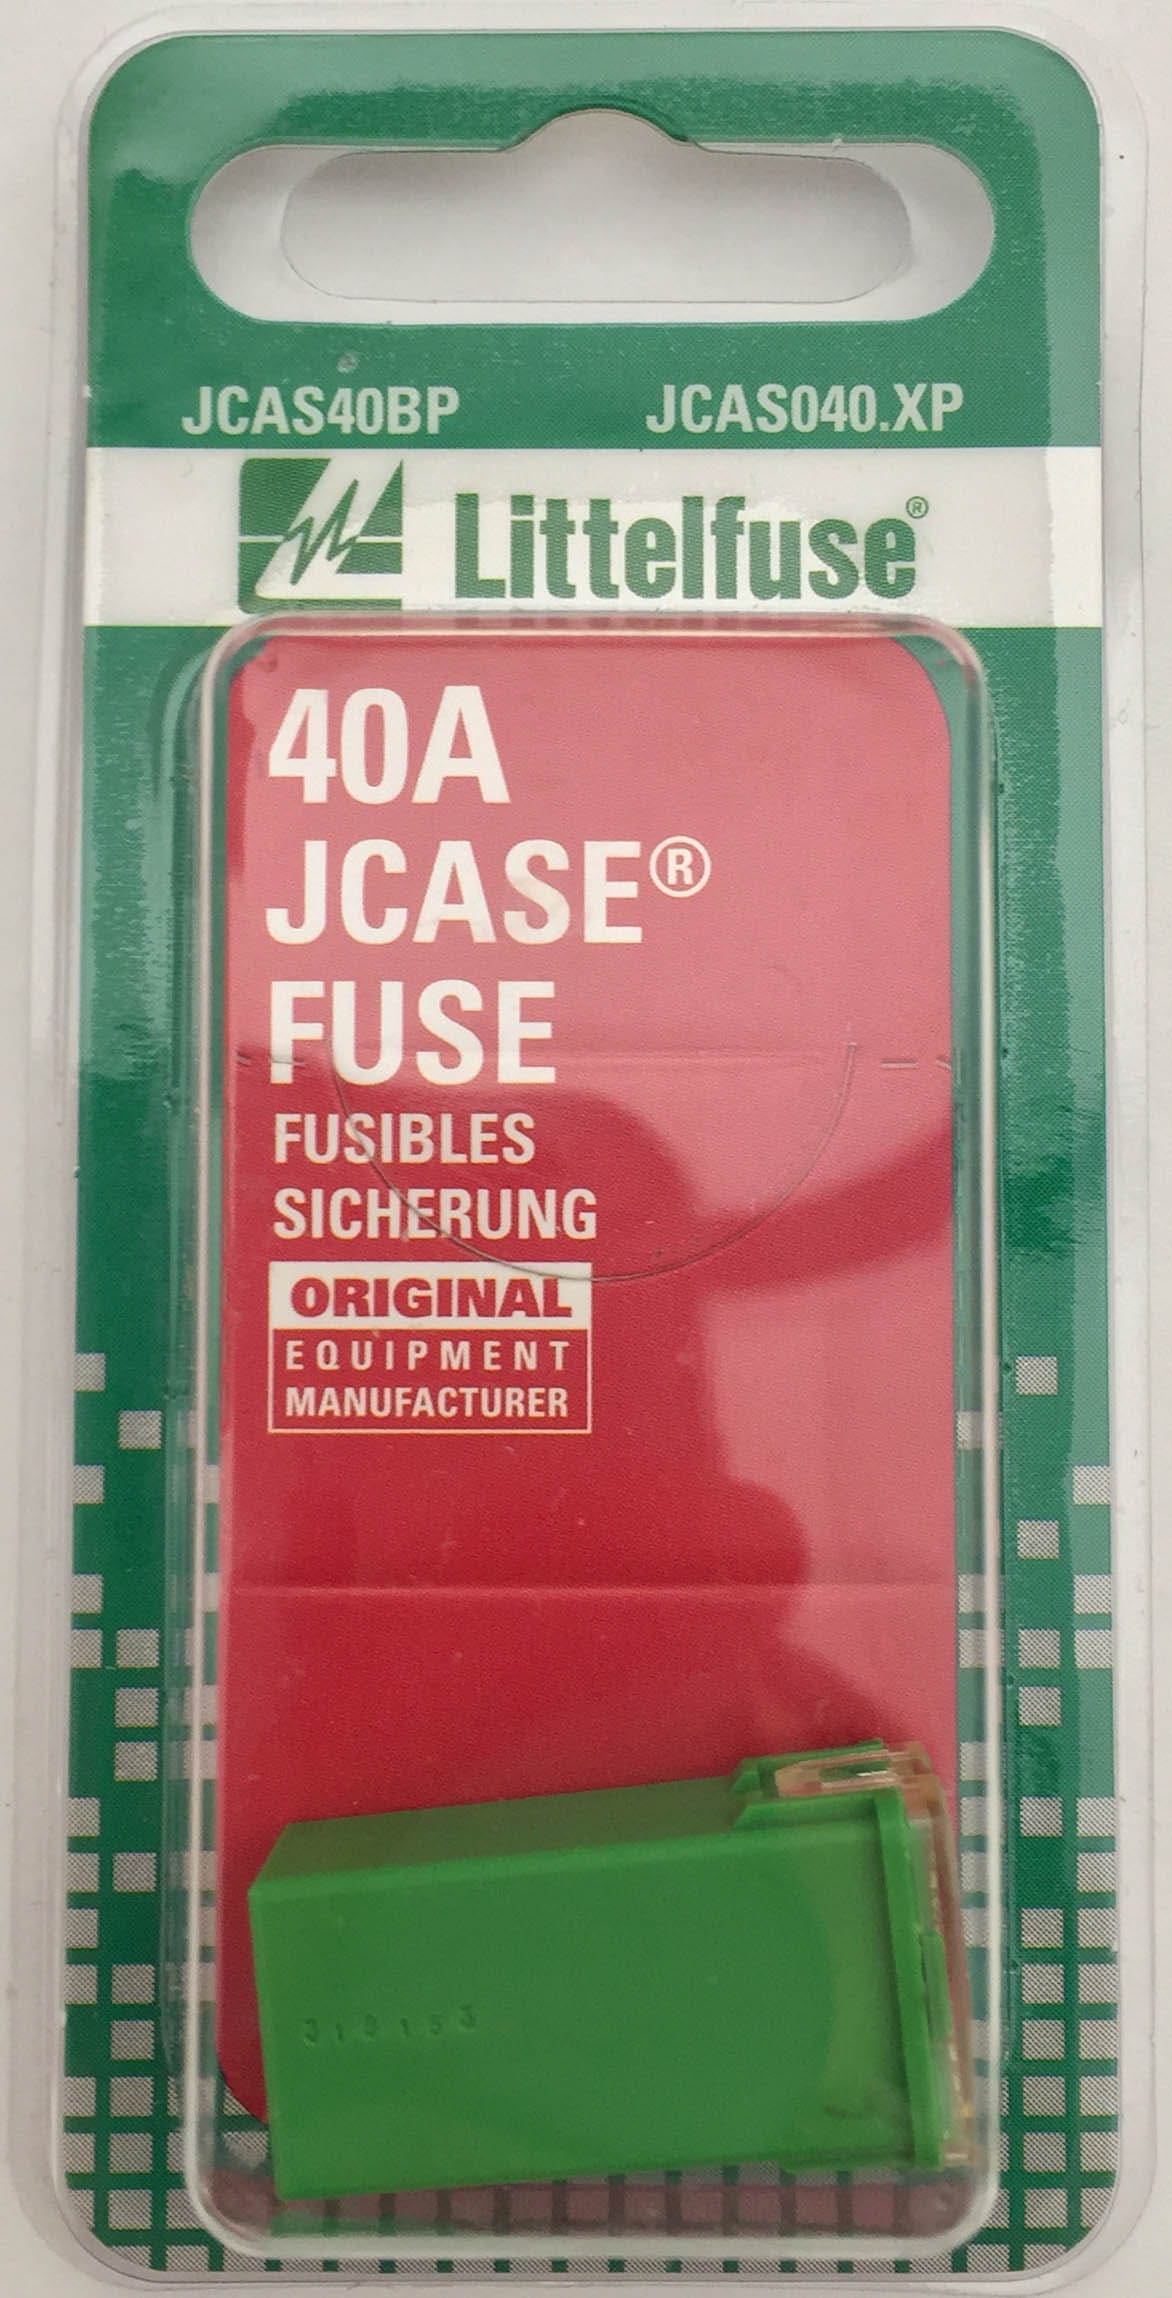 JCAS40BP JCAS040.XP
Littelfuse®
40A
JCASE®
FUSE
FUSIBLES
SICHERUNG
ORIGINAL
EQUIPMENT
MANUFACTURER